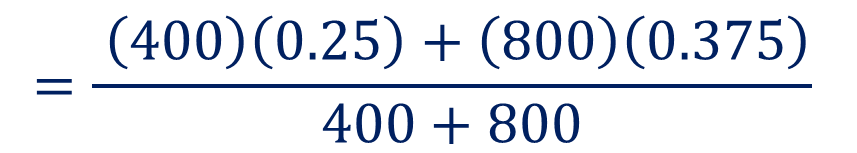 = (400)(0.25) + (800)(0.375)
400 + 800